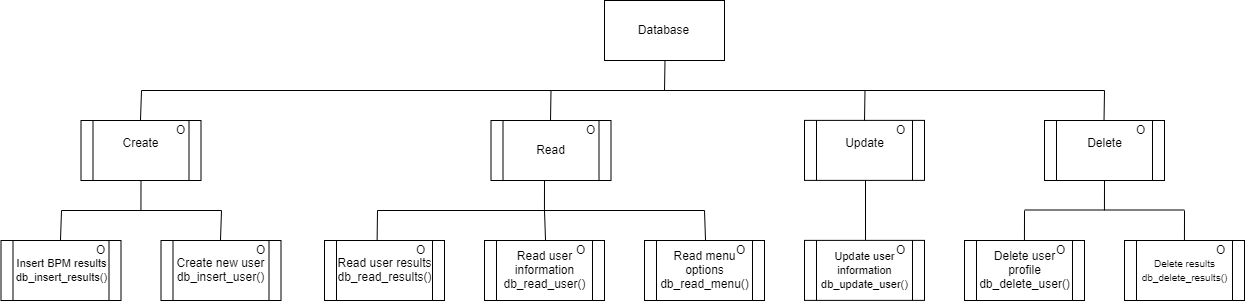 Database
O
Create
O
Read
O
Update
O
Delete
O
Insert BPM results
db_insert_results()
O
Create new user
db_insert_user()
O
Read user results
db_read_results()
O
Read user
information
db_read_user()
O
Read menu
options
db_read_menu()
O
Update user
information
db_update_user()
O
Delete user
profile
db_delete_user()
O
Delete results
db_delete_results()